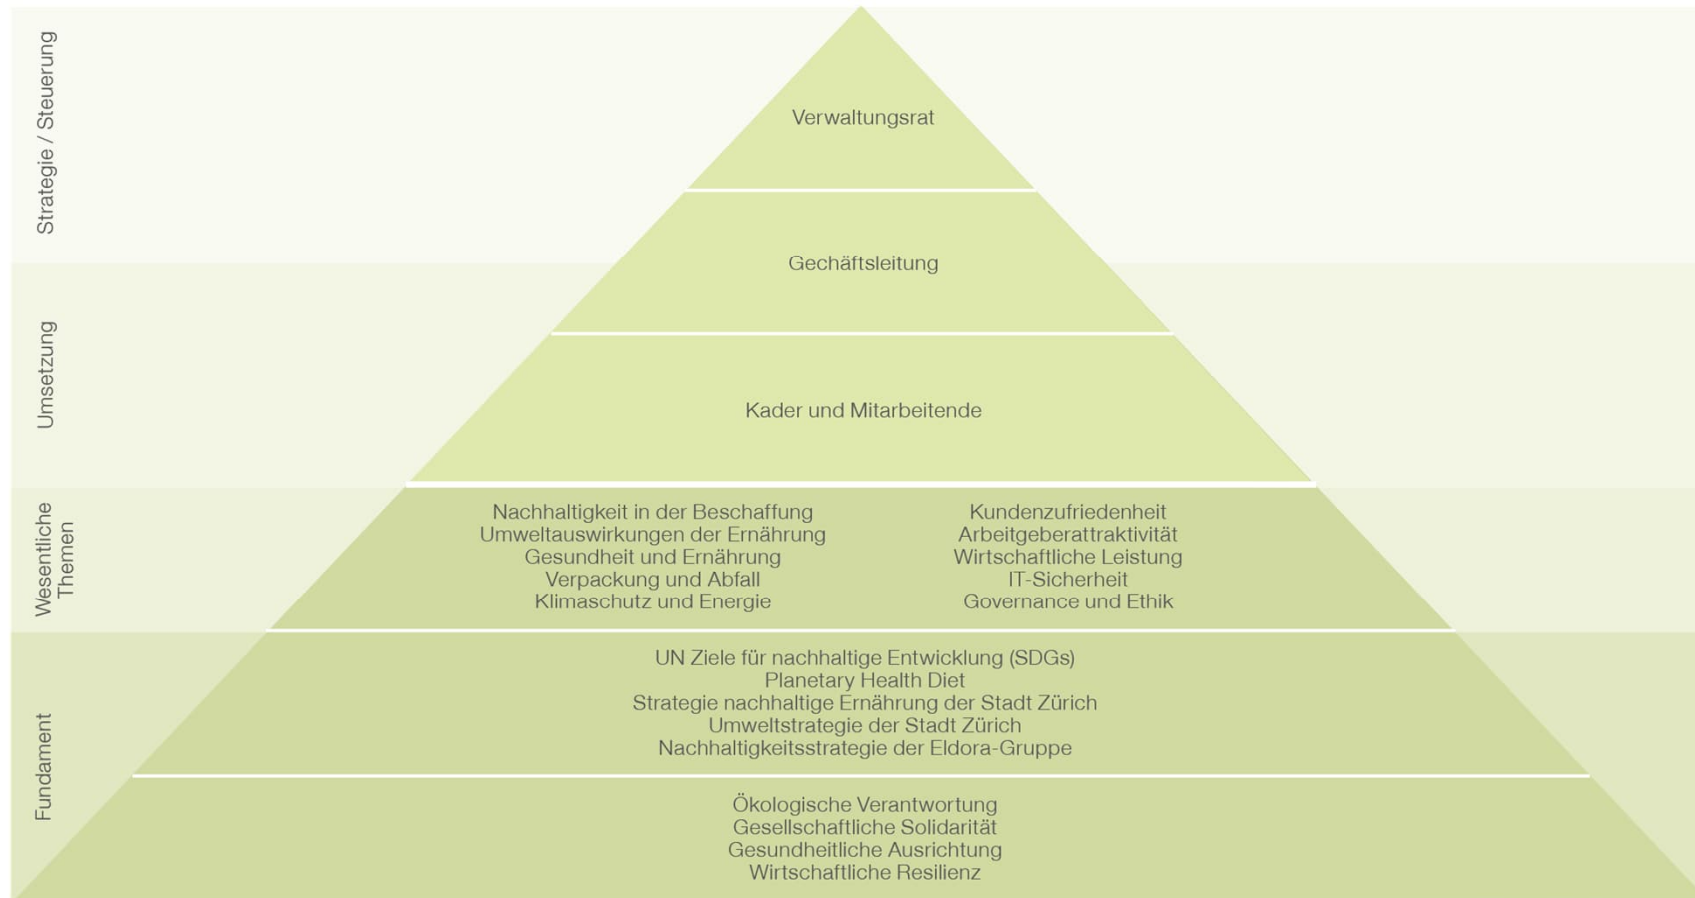 Strategie / Steuerung
Verwaltungsrat
Gechäftsleitung
Umsetzung
Kader und Mitarbeitende
Wesentliche
Themen
Nachhaltigkeit in der Beschaffung
Umweltauswirkungen der Ernährung
Gesundheit und Ernährung
Verpackung und Abfall
Klimaschutz und Energie
Kundenzufriedenheit
Arbeitgeberattraktivität
Wirtschaftliche Leistung
IT-Sicherheit
Governance und Ethik
Fundament
UN Ziele für nachhaltige Entwicklung (SDGs)
Planetary Health Diet
Strategie nachhaltige Ernährung der Stadt Zürich
Umweltstrategie der Stadt Zürich
Nachhaltigkeitsstrategie der Eldora-Gruppe
Ökologische Verantwortung
Gesellschaftliche Solidarität
Gesundheitliche Ausrichtung
Wirtschaftliche Resilienz